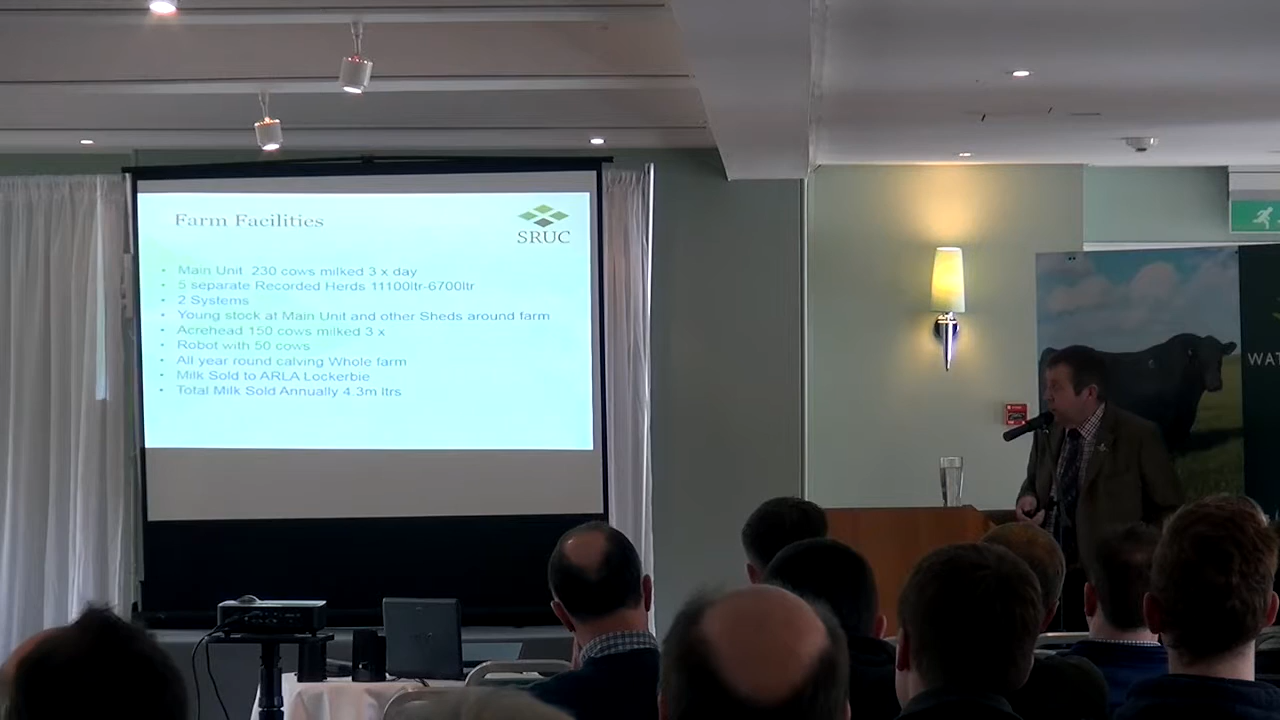 Farm Facilities
SRUC
• Main Unit 230 cows milked 3 x day
• 5 separate Recorded Herds 11100ltr-6700ltr
• 2 Systems
• Young stock at Main Unit and other Sheds around farm
• Acrehead 150 cows milked 3 x
• Robot with 50 cows
• All year round calving Whole farm
• Milk Sold to ARLA Lockerbie
• Total Milk Sold Annually 4.3m ltrs
WAT